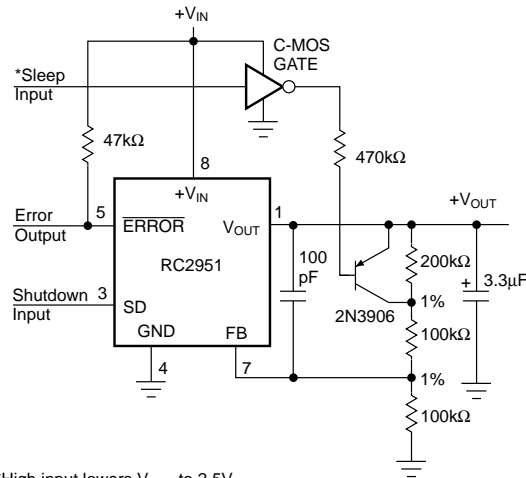 +VIN
C-MOS
GATE
*Sleep
Input
47kΩ
470kΩ
8
+VIN
Error
Output
5
ERROR
VOUT
1
+VOUT
RC2951
100
pF
200kΩ
3.3µF
+
Shutdown
Input
3
SD
2N3906
1%
100kΩ
GND
FB
4
7
1%
100kΩ